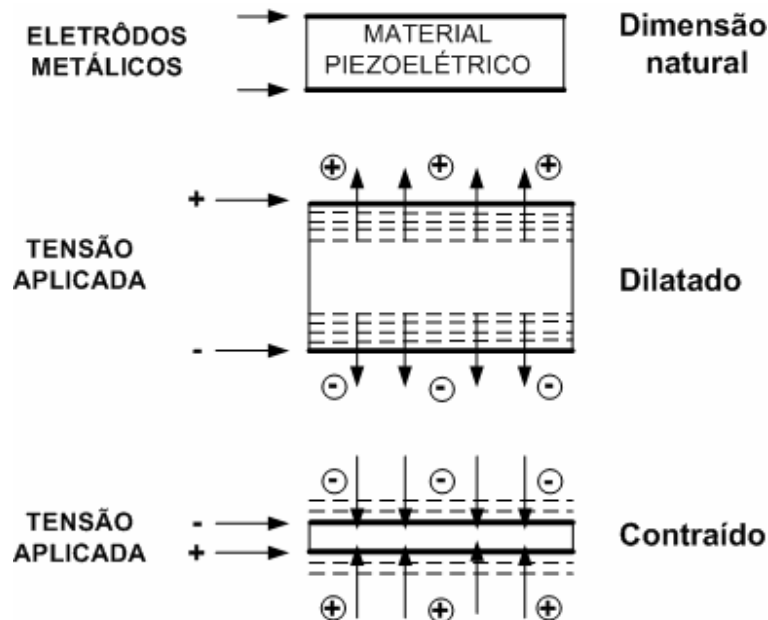 ELETRÔDOS
METÁLICOS
MATERIAL
PIEZOELÉTRICO
Dimensão
natural
+ + +
+
TENSÃO
APLICADA
Dilatado
-
- - -
- - -
TENSÃO
APLICADA
-
+
Contraído
+ + +